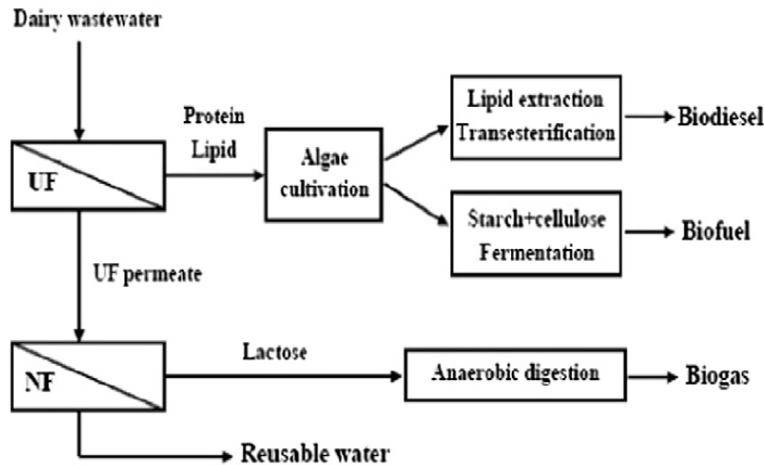 Dairy wastewater
UF
Protein
Lipid
Algae
cultivation
Lipid extraction
Transesterification
Biodiesel
Starch+cellulose
Fermentation
Biofuel
UF permeate
NF
Lactose
Anaerobic digestion
Biogas
Reusable water